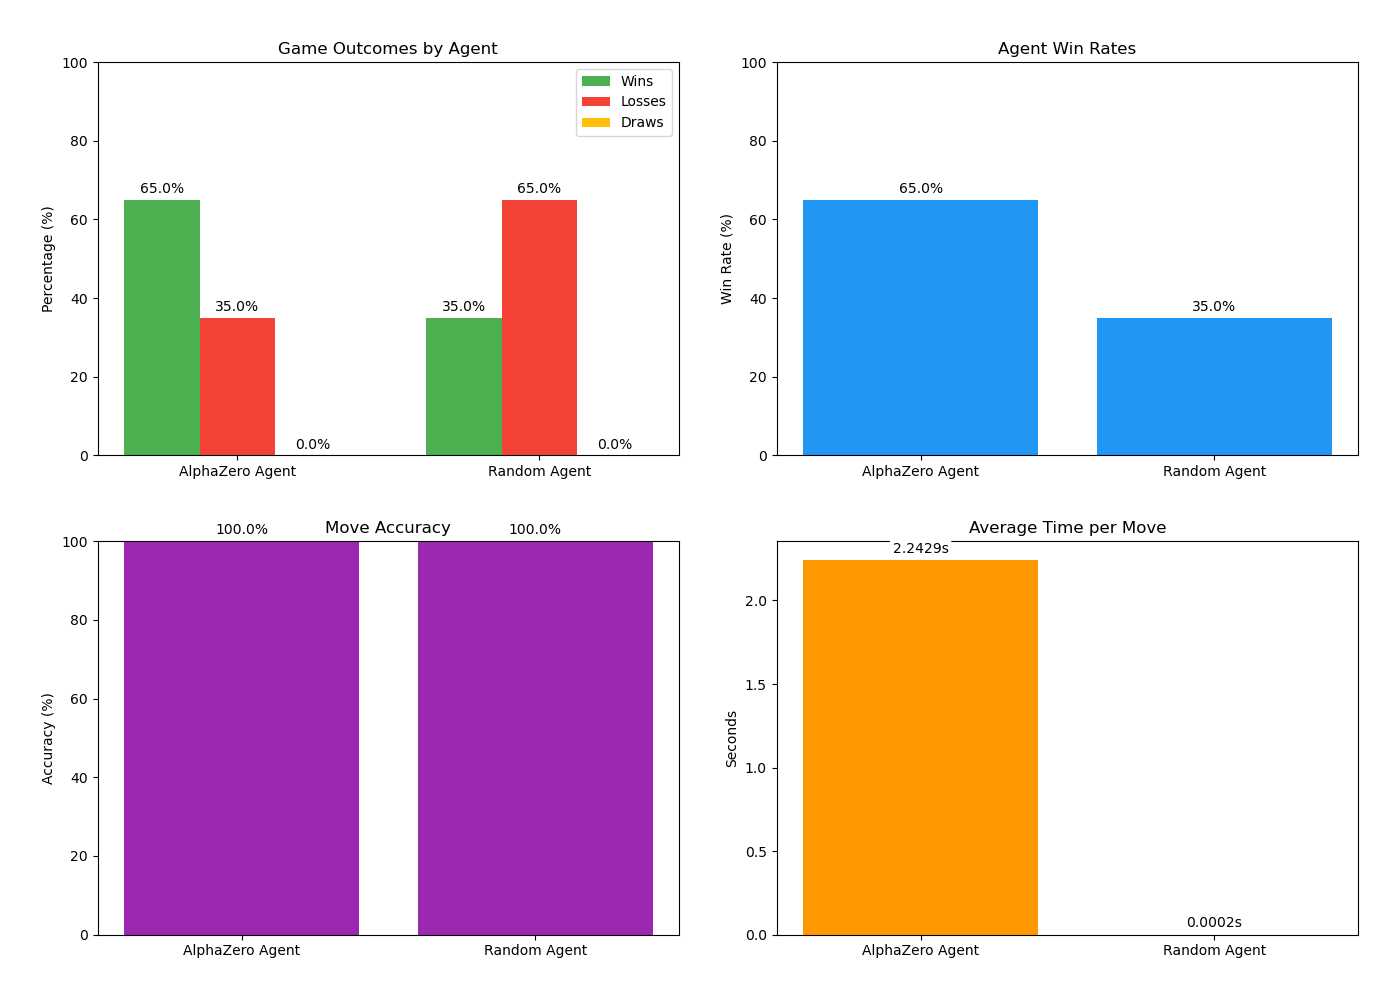 Game Outcomes by Agent
100
80
60
40
20
0
Percentage (%)
Wins
Losses
Draws
65.0%
35.0%
0.0%
35.0%
65.0%
0.0%
AlphaZero Agent
Random Agent
Agent Win Rates
100
80
60
40
20
0
Win Rate (%)
65.0%
35.0%
AlphaZero Agent
Random Agent
Move Accuracy
100
80
60
40
20
0
Accuracy (%)
100.0%
100.0%
AlphaZero Agent
Random Agent
Average Time per Move
2.0
1.5
1.0
0.5
0.0
Seconds
2.2429s
0.0002s
AlphaZero Agent
Random Agent